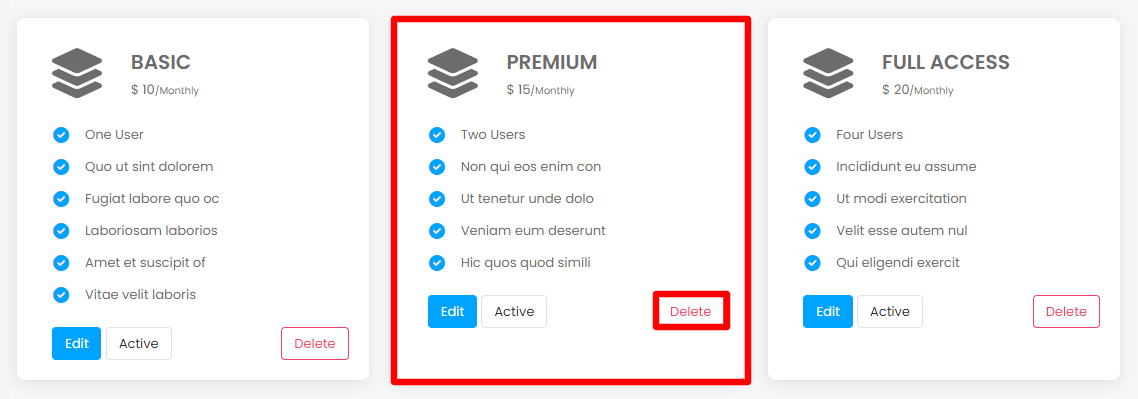 BASIC
$ 10/Monthly
One User
Quo ut sint dolorem
Fugiat labore quo oc
Laboriosam laborios
Amet et suscipit of
Vitae velit laboris
Edit Active Delete
PREMIUM
$ 15/Monthly
Two Users
Non qui eos enim con
Ut tenetur unde dolo
Veniam eum deserunt
Hic quos quod simili
Edit Active Delete
FULL ACCESS
$ 20/Monthly
Four Users
Incididunt eu assume
Ut modi exercitation
Velit esse autem nul
Qui eligendi exercit
Edit Active Delete